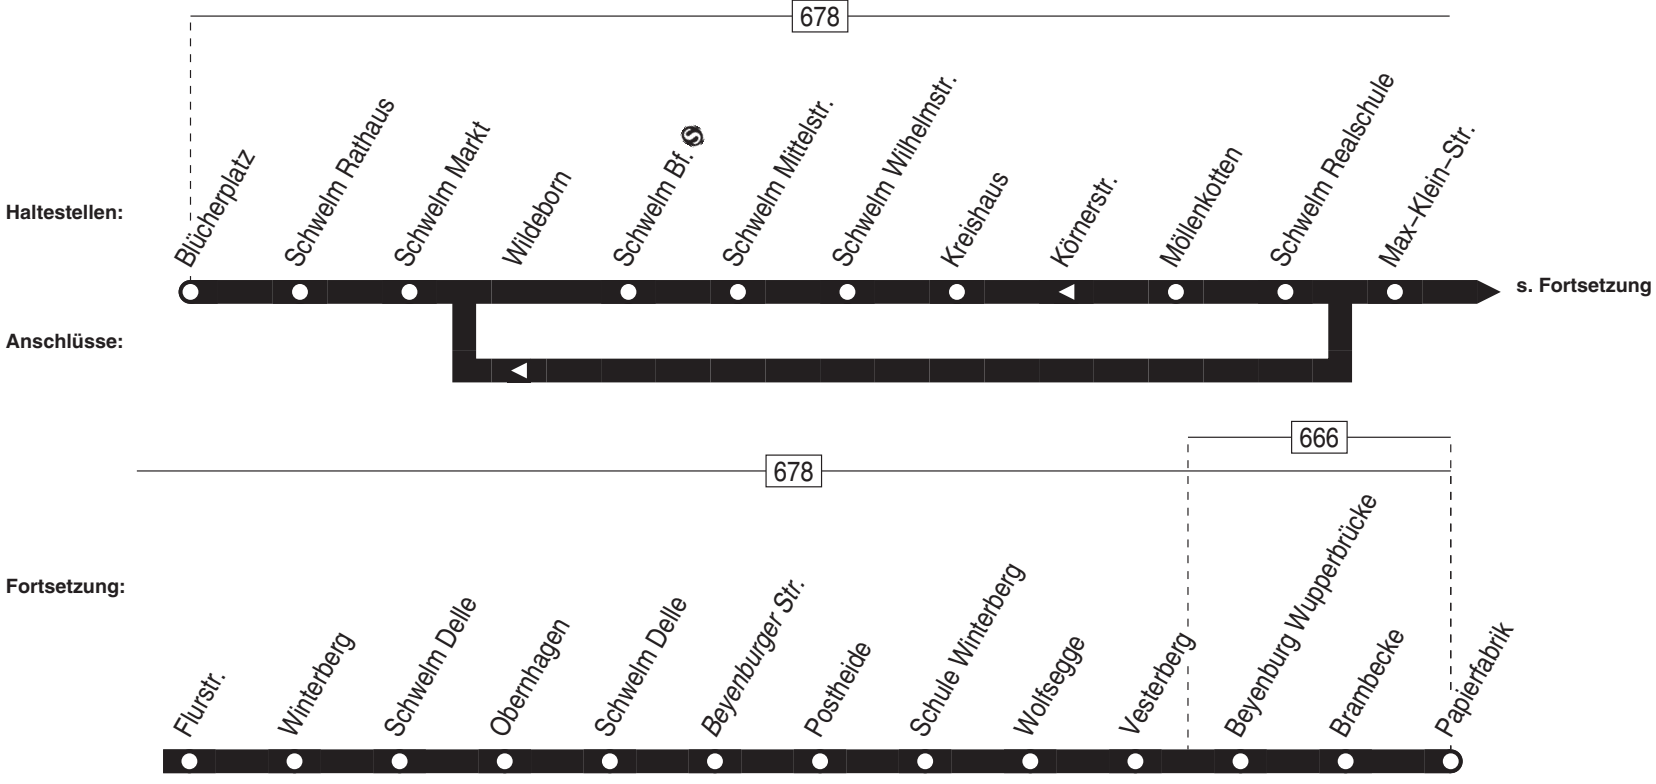 678
Haltestellen:
Blücherplatz
Schwelm Rathaus
Schwelm Markt
Wildeborn
Schwelm Bf. S
Schwelm Mittelstr.
Schwelm Wilhelmstr.
Kreishaus
Körnerstr.
Möllenkotten
Schwelm Realschule
Max–Klein–Str.
s. Fortsetzung
Anschlüsse:
666
678
Fortsetzung:
Flurstr.
Winterberg
Schwelm Delle
Obernhagen
Schwelm Delle
Beyenburger Str.
Postheide
Schule Winterberg
Wolfsegge
Vesterberg
Beyenburg Wupperbrücke
Brambecke
Papierfabrik